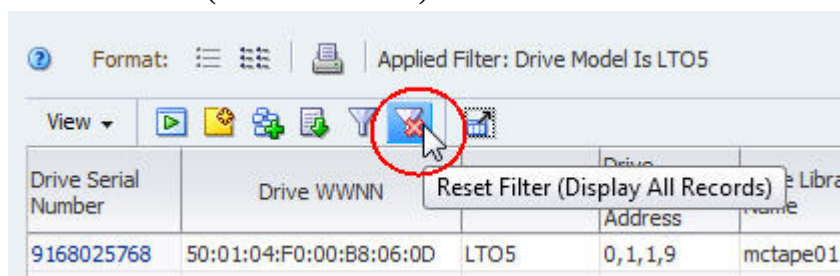 Format:
Applied Filter: Drive Model Is LTO5
View
Reset Filter (Display All Records)
Drive Serial
Number
Drive WWNN
Drive
Address
Name
9168025768
50:01:04:F0:00:B8:06:0D
LTO5
0,1,1,9
mctape01